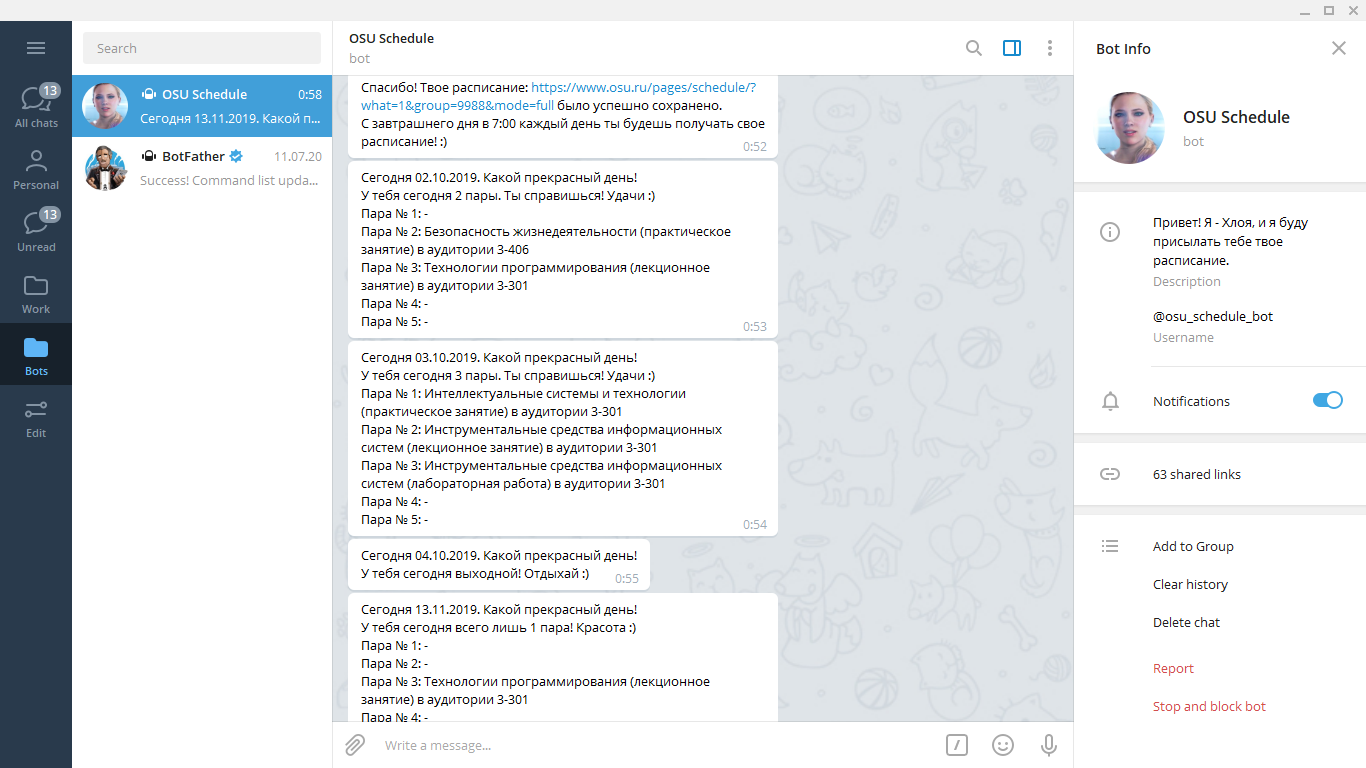 Search
OSU Schedule
bot
Bot Info
13
All chats
Personal
13
Unread
Work
Bots
Edit
OSU Schedule
0:58
Сегодня 13.11.2019. Какой п...
BotFather
11.07.20
Success! Command list upda...
Спасибо! Твое расписание: https://www.osu.ru/pages/schedule/?
what=1&group=9988&mode=full было успешно сохранено.
С завтрашнего дня в 7:00 каждый день ты будешь получать свое
расписание! :)
0:52
Сегодня 02.10.2019. Какой прекрасный день!
У тебя сегодня 2 пары. Ты справишься! Удачи :)
Пара № 1: -
Пара № 2: Безопасность жизнедеятельности (практическое
занятие) в аудитории 3-406
Пара № 3: Технологии программирования (лекционное
занятие) в аудитории 3-301
Пара № 4: -
Пара № 5: -
0:53
Сегодня 03.10.2019. Какой прекрасный день!
У тебя сегодня 3 пары. Ты справишься! Удачи :)
Пара № 1: Интеллектуальные системы и технологии
(практическое занятие) в аудитории 3-301
Пара № 2: Инструментальные средства информационных
систем (лекционное занятие) в аудитории 3-301
Пара № 3: Инструментальные средства информационных
систем (лабораторная работа) в аудитории 3-301
Пара № 4: -
Пара № 5: -
0:54
Сегодня 04.10.2019. Какой прекрасный день!
У тебя сегодня выходной! Отдыхай :)
0:55
Сегодня 13.11.2019. Какой прекрасный день!
У тебя сегодня всего лишь 1 пара! Красота :)
Пара № 1: -
Пара № 2: -
Пара № 3: Технологии программирования (лекционное
занятие) в аудитории 3-301
Пара № 4: -
Write a message...
OSU Schedule
bot
Привет! Я - Хлоя, и я буду
присылать тебе твое
расписание.
Description
@osu_schedule_bot
Username
Notifications
63 shared links
Add to Group
Clear history
Delete chat
Report
Stop and block bot